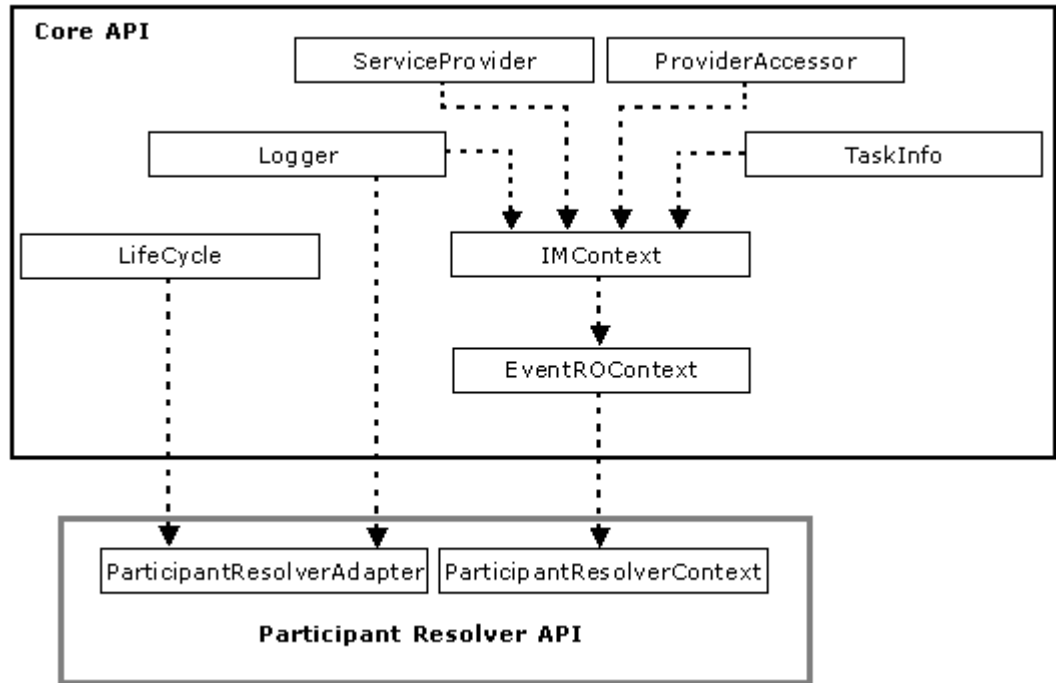 Core API
ServiceProvider
ProviderAccessor
Logger
TaskInfo
LifeCycle
IMContext
EventROContext
ParticipantResolverAdapter
ParticipantResolverContext
Participant Resolver API